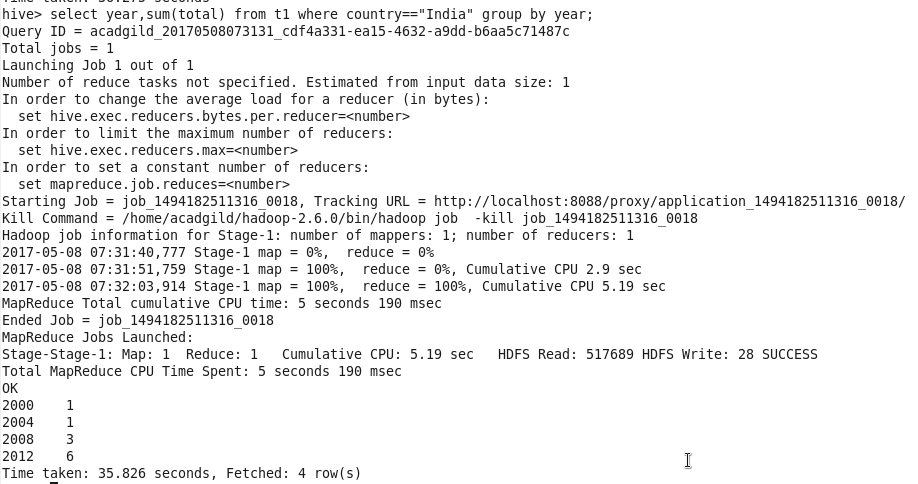 hive> select year,sum(total) from t1 where country=="India" group by year;
Query ID = acadgild_20170508073131_cdf4a331-ea15-4632-a9dd-b6aa5c71487c
Total jobs = 1
Launching Job 1 out of 1
Number of reduce tasks not specified. Estimated from input data size: 1
In order to change the average load for a reducer (in bytes):
  set hive.exec.reducers.bytes.per.reducer=<number>
In order to limit the maximum number of reducers:
  set hive.exec.reducers.max=<number>
In order to set a constant number of reducers:
  set mapreduce.job.reduces=<number>
Starting Job = job_1494182511316_0018, Tracking URL = http://localhost:8088/proxy/application_1494182511316_0018/
Kill Command = /home/acadgild/hadoop-2.6.0/bin/hadoop job  -kill job_1494182511316_0018
Hadoop job information for Stage-1: number of mappers: 1; number of reducers: 1
2017-05-08 07:31:40,777 Stage-1 map = 0%,  reduce = 0%
2017-05-08 07:31:51,759 Stage-1 map = 100%,  reduce = 0%, Cumulative CPU 2.9 sec
2017-05-08 07:32:03,914 Stage-1 map = 100%,  reduce = 100%, Cumulative CPU 5.19 sec
MapReduce Total cumulative CPU time: 5 seconds 190 msec
Ended Job = job_1494182511316_0018
MapReduce Jobs Launched:
Stage-Stage-1: Map: 1  Reduce: 1   Cumulative CPU: 5.19 sec   HDFS Read: 517689 HDFS Write: 28 SUCCESS
Total MapReduce CPU Time Spent: 5 seconds 190 msec
OK
2000    1
2004    1
2008    3
2012    6
Time taken: 35.826 seconds, Fetched: 4 row(s)